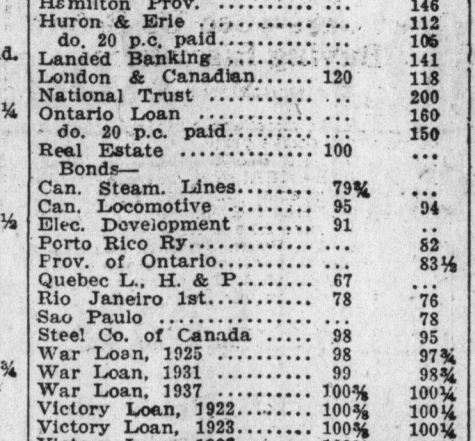 Hamilton Prov. ........... ... 146
Huron & Erie ............. ... 112
do. 20 p.c. paid........ ... 105
d. Landed Banking ........... ... 141
London & Canadian...... 120 118
National Trust ........... ... 200
¼ Ontario Loan ............ ... 160
do. 20 p.c. paid......... ... 150
Real Estate .............. 100 ...
Bonds—
Can. Steam. Lines........ 79¾ ...
Can. Locomotive ......... 95 94
½ Elec. Development ....... 91 ..
Porto Rico Ry............ ... 82
Prov. of Ontario.......... ... 83½
Quebec L., H. & P........ 67 ...
Rio Janeiro 1st........... 78 76
Sao Paulo ............... ... 78
Steel Co. of Canada ..... 98 95
War Loan, 1925 ......... 98 97¾
¾ War Loan, 1931 ......... 99 98¾
War Loan, 1937 ......... 100⅜ 100¼
Victory Loan, 1922....... 100⅜ 100¼
Victory Loan, 1923....... 100⅜ 100¼